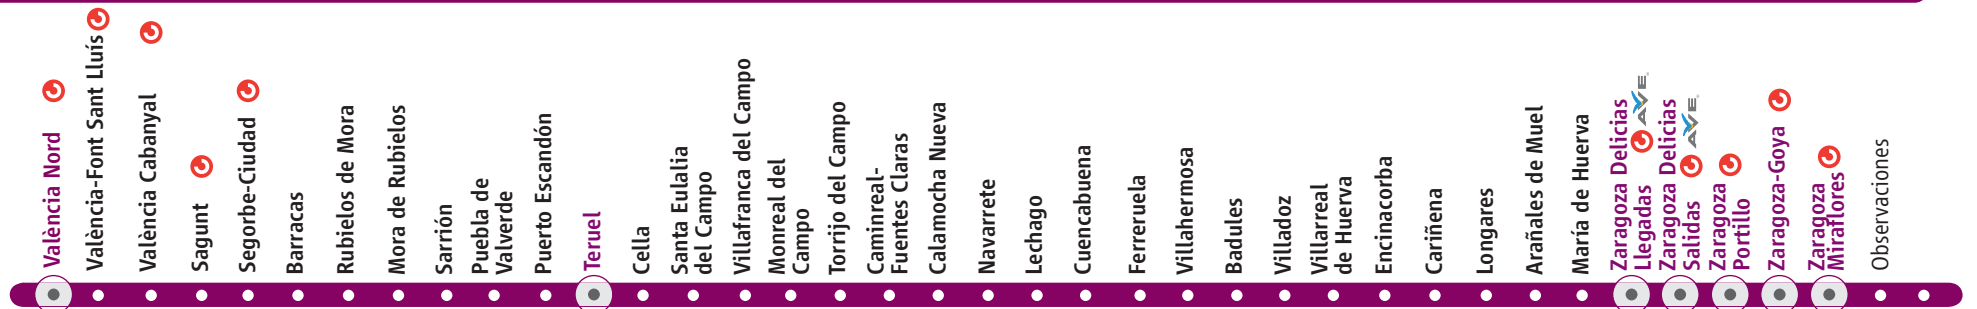 València Nord
València-Font Sant Lluís
València Cabanyal
Sagunt
Segorbe-Ciudad
Barracas
Rubielos de Mora
Mora de Rubielos
Sarrión
Puebla de
Valverde
Puerto Escandón
Teruel
Cella
Santa Eulalia
del Campo
Villafranca del Campo
Monreal del
Campo
Torrijo del Campo
Caminreal-
Fuentes Claras
Calamocha Nueva
Navarrete
Lechago
Cuencabuena
Ferreruela
Villahermosa
Badules
Villadoz
Villarreal
de Huerva
Encinacorba
Cariñena
Longares
Arañales de Muel
María de Huerva
Zaragoza Delicias
Llegadas AVE
Zaragoza Delicias
Salidas AVE
Zaragoza
Portillo
Zaragoza-Goya
Zaragoza
Miraflores
Observaciones